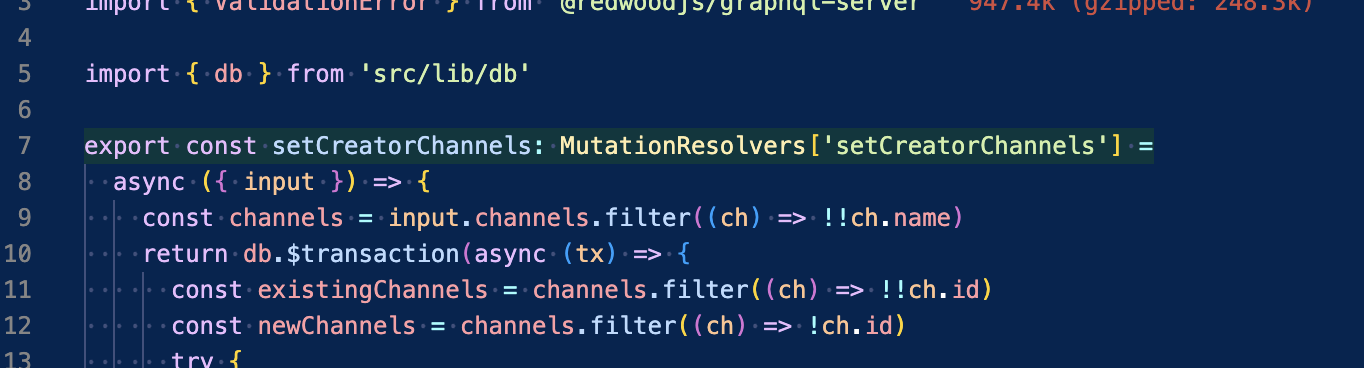 3 import { ValidationError } from '@redwoodjs/graphql-server' 947.4k (gzipped: 248.3k)
4
5 import { db } from 'src/lib/db'
6
7 export const setCreatorChannels: MutationResolvers['setCreatorChannels'] =
8 async ({ input }) => {
9 const channels = input.channels.filter((ch) => !!ch.name)
10 return db.$transaction(async (tx) => {
11 const existingChannels = channels.filter((ch) => !!ch.id)
12 const newChannels = channels.filter((ch) => !ch.id)
13 try {